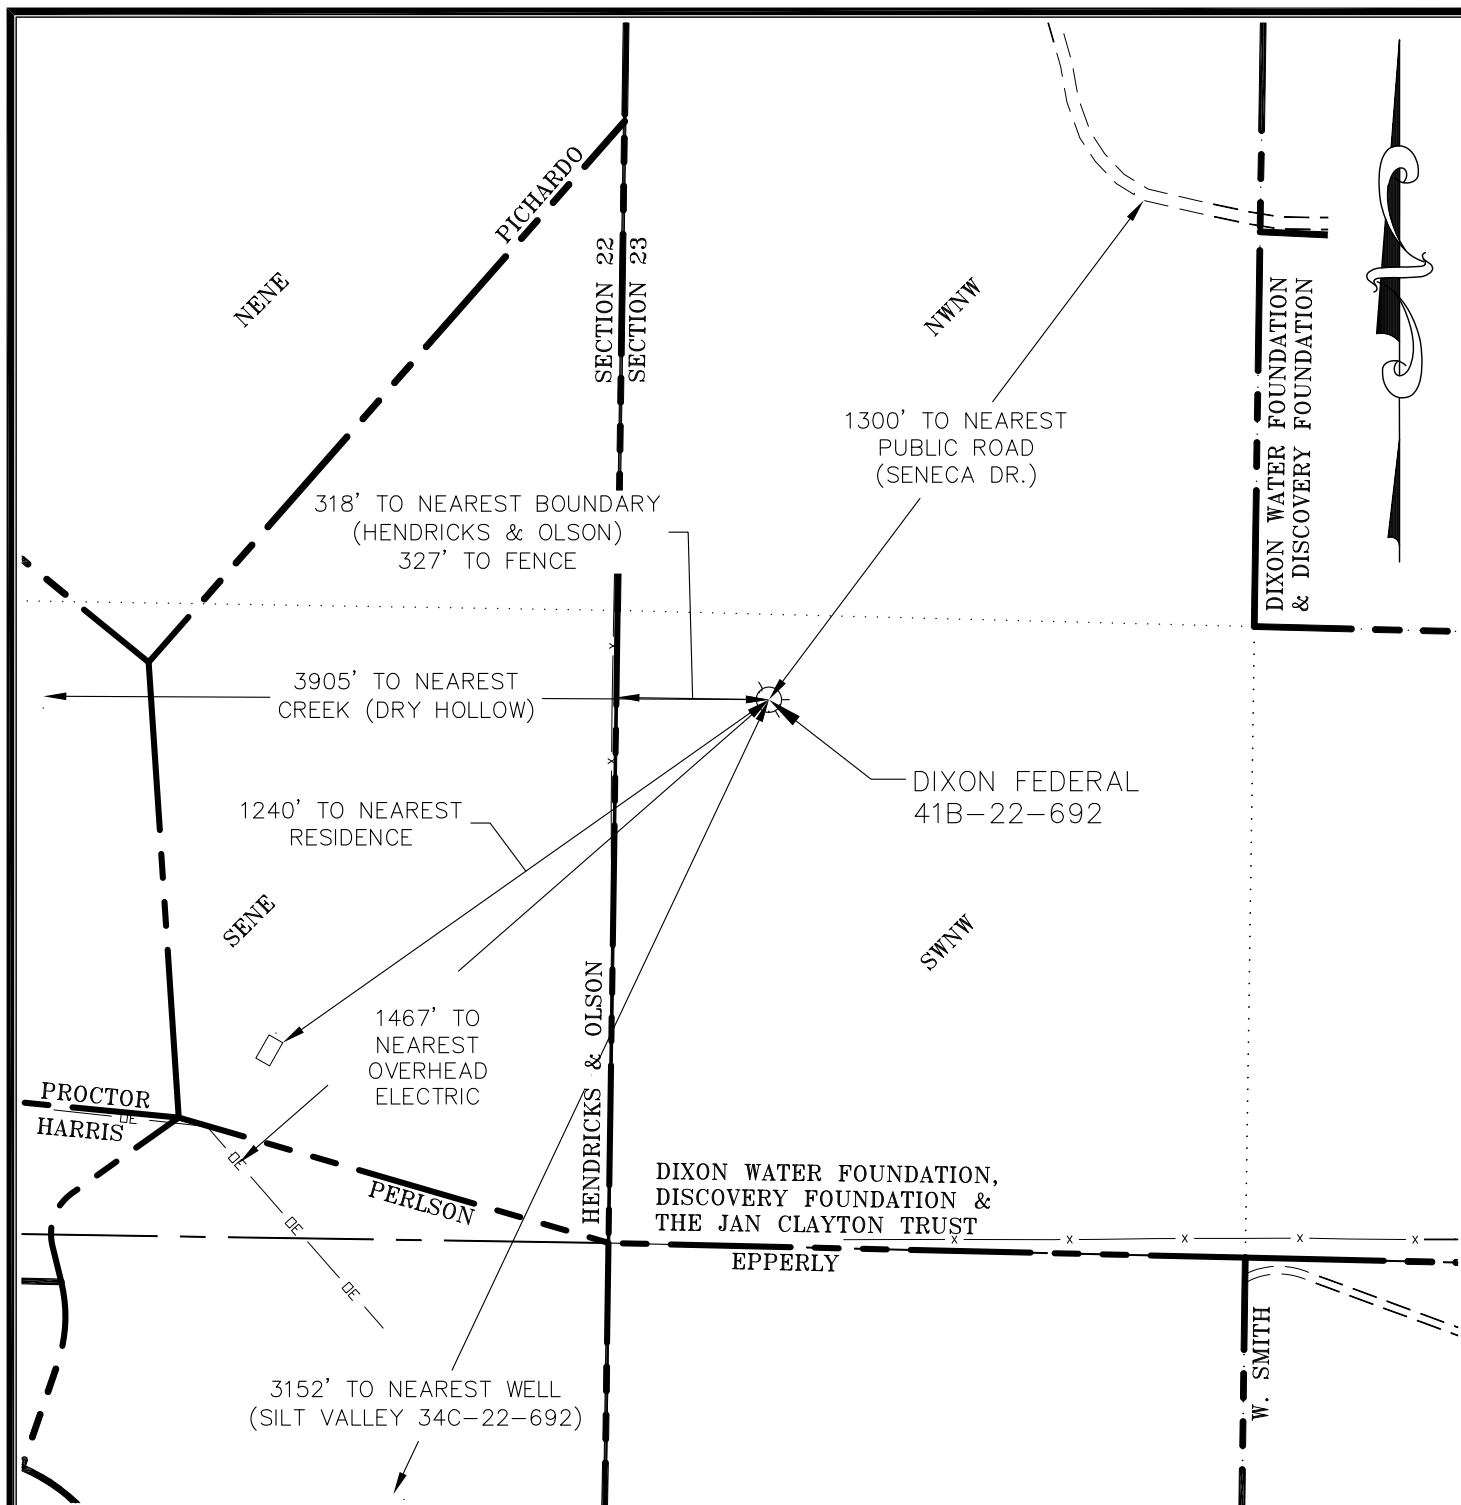 PICHARDO
NENE
SECTION 22
SECTION 23
NWNW
DIXON WATER FOUNDATION
& DISCOVERY FOUNDATION
1300' TO NEAREST
PUBLIC ROAD
(SENECA DR.)
318' TO NEAREST BOUNDARY
(HENDRICKS & OLSON)
327' TO FENCE
3905' TO NEAREST
CREEK (DRY HOLLOW)
DIXON FEDERAL
41B-22-692
1240' TO NEAREST
RESIDENCE
SENE
SWNW
HENDRICKS & OLSON
1467' TO
NEAREST
OVERHEAD
ELECTRIC
PROCTOR
HARRIS
OE
OE
OE
OE
PERLSON
DIXON WATER FOUNDATION,
DISCOVERY FOUNDATION &
THE JAN CLAYTON TRUST
X X X X X
EPPERLY
W. SMITH
3152' TO NEAREST WELL
(SILT VALLEY 34C-22-692)